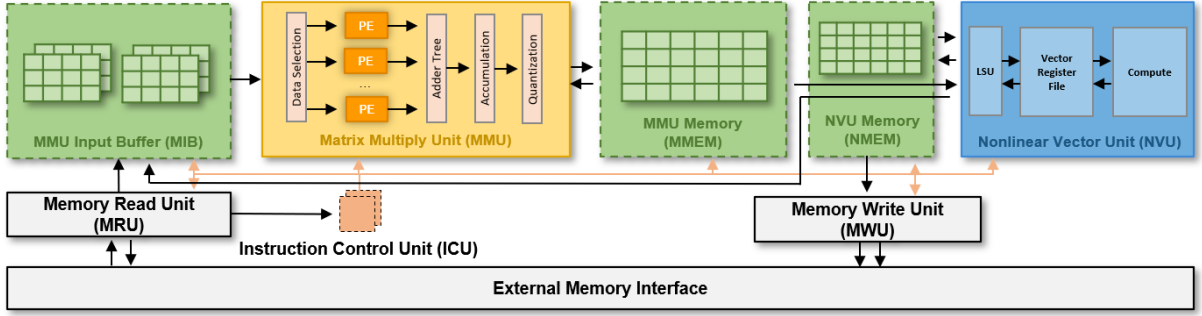 Data Selection
PE
PE
...
PE
Adder Tree
Accumulation
Quantization
LSU
Vector
Register
File
Compute
MMU Input Buffer (MIB)
Matrix Multiply Unit (MMU)
MMU Memory
(MMEM)
NVU Memory
(NMEM)
Nonlinear Vector Unit (NVU)
Memory Read Unit
(MRU)
Instruction Control Unit (ICU)
Memory Write Unit
(MWU)
External Memory Interface